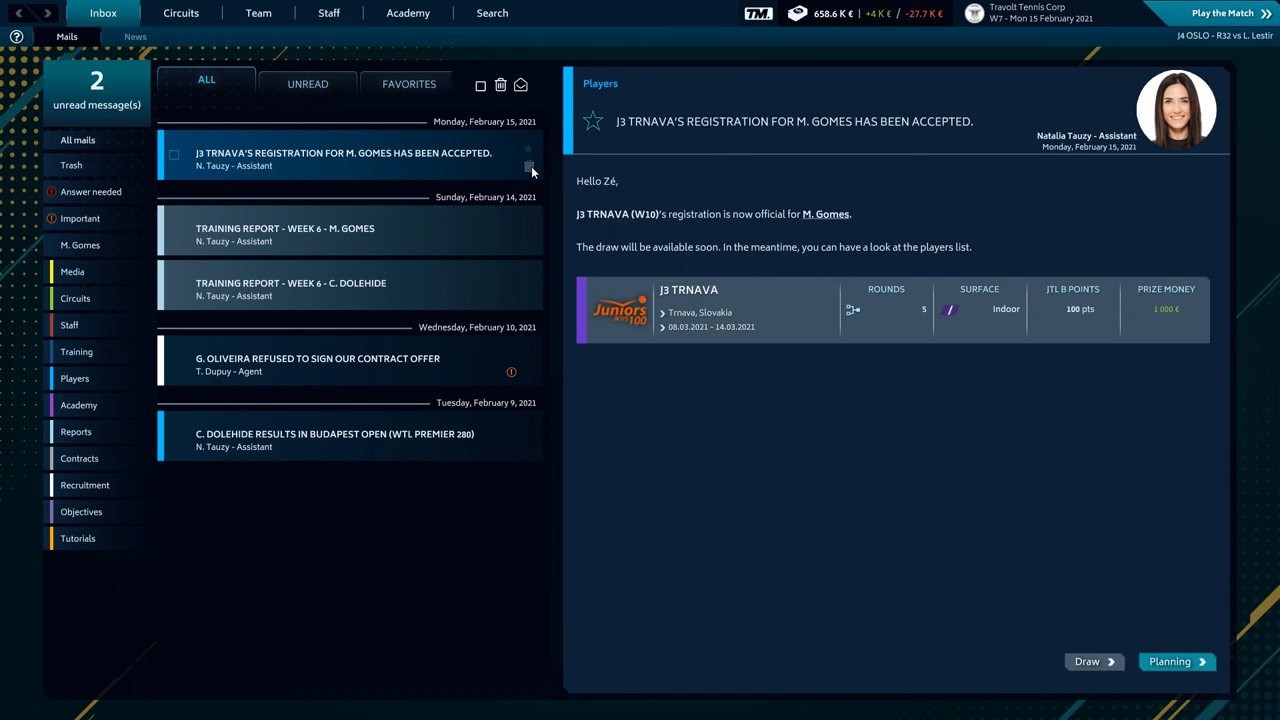 Inbox
Circuits
Team
Staff
Academy
Search
TM.
658.6 K € | +4 K € / -27.7 K €
Travolt Tennis Corp
W7 - Mon 15 February 2021
Play the Match
Mails
News
J4 OSLO - R32 vs L. Lestir
2
unread message(s)
All mails
Trash
Answer needed
Important
M. Gomes
Media
Circuits
Staff
Training
Players
Academy
Reports
Contracts
Recruitment
Objectives
Tutorials
ALL
UNREAD
FAVORITES
Monday, February 15, 2021
J3 TRNAVA'S REGISTRATION FOR M. GOMES HAS BEEN ACCEPTED.
N. Tauzy - Assistant
Sunday, February 14, 2021
TRAINING REPORT - WEEK 6 - M. GOMES
N. Tauzy - Assistant
TRAINING REPORT - WEEK 6 - C. DOLEHIDE
N. Tauzy - Assistant
Wednesday, February 10, 2021
G. OLIVEIRA REFUSED TO SIGN OUR CONTRACT OFFER
T. Dupuy - Agent
Tuesday, February 9, 2021
C. DOLEHIDE RESULTS IN BUDAPEST OPEN (WTL PREMIER 280)
N. Tauzy - Assistant
Players
J3 TRNAVA'S REGISTRATION FOR M. GOMES HAS BEEN ACCEPTED.
Natalia Tauzy - Assistant
Monday, February 15, 2021
Hello Zé,
J3 TRNAVA (W10)'s registration is now official for M. Gomes.
The draw will be available soon. In the meantime, you can have a look at the players list.
Juniors
BOYS 100
J3 TRNAVA
Trnava, Slovakia
08.03.2021 - 14.03.2021
ROUNDS
5
SURFACE
Indoor
JTL B POINTS
100 pts
PRIZE MONEY
1 000 €
Draw
Planning